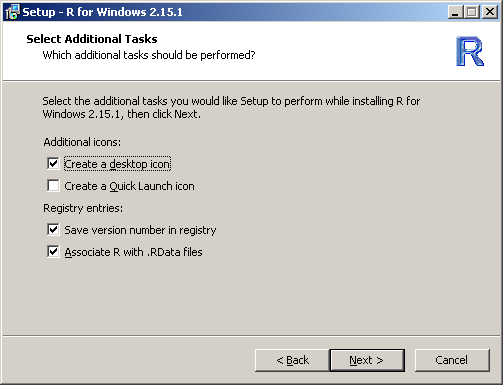 Setup - R for Windows 2.15.1
Select Additional Tasks
Which additional tasks should be performed?
R
Select the additional tasks you would like Setup to perform while installing R for
Windows 2.15.1, then click Next.
Additional icons:
Create a desktop icon
Create a Quick Launch icon
Registry entries:
Save version number in registry
Associate R with .RData files
< Back
Next >
Cancel